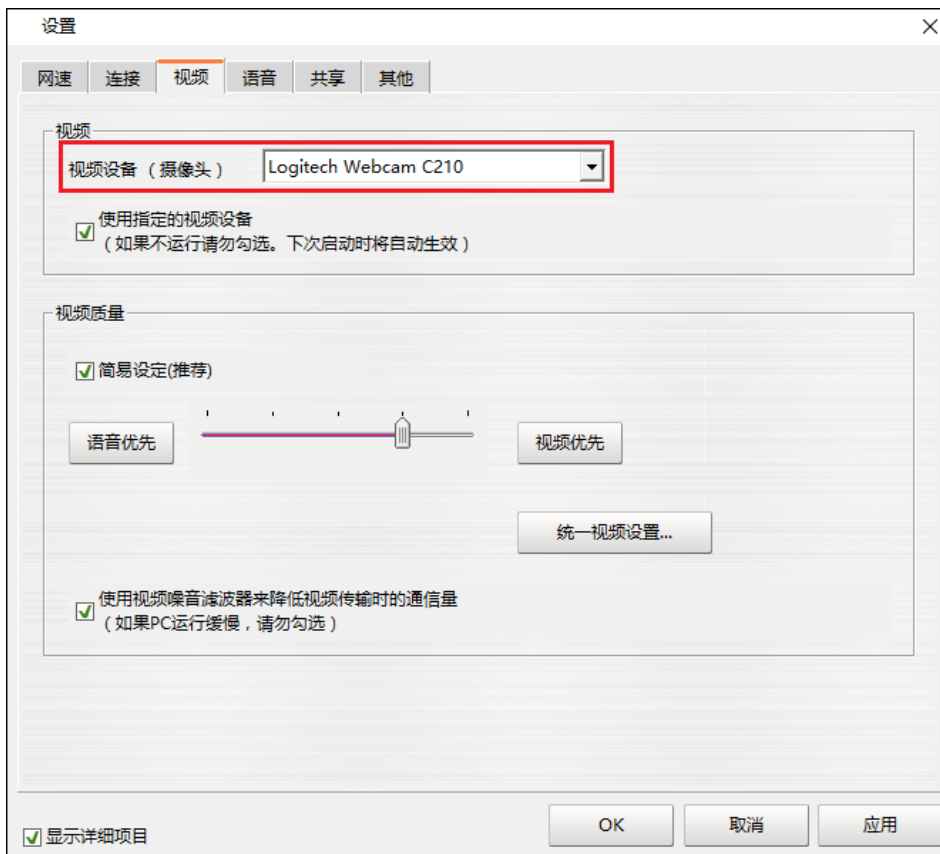 设置
网速 连接 视频 语音 共享 其他
视频
视频设备（摄像头） Logitech Webcam C210
使用指定的视频设备
（如果不运行请勿勾选。下次启动时将自动生效）
视频质量
简易设定(推荐)
语音优先 视频优先
统一视频设置...
使用视频噪音滤波器来降低视频传输时的通信量
（如果PC运行缓慢，请勿勾选）
显示详细项目 OK 取消 应用